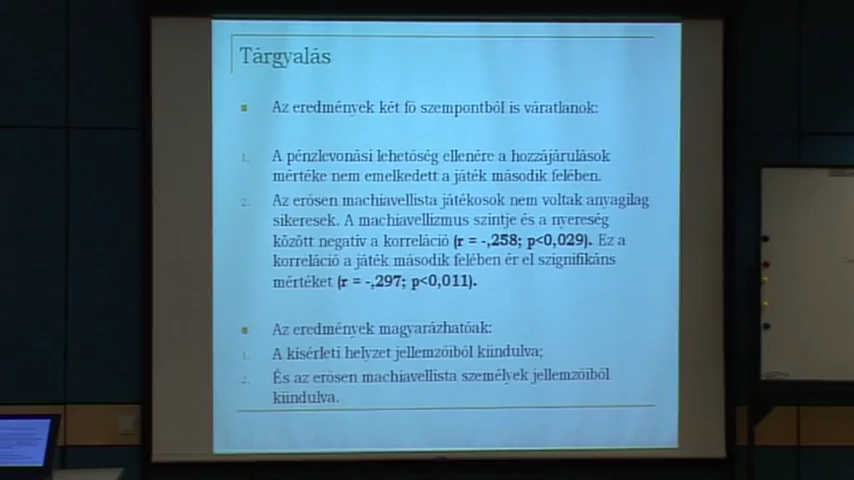 Tárgyalás
Az eredmények két fő szempontból is váratlanok:
1. A pénzlevonási lehetőség ellenére a hozzájárulások
mértéke nem emelkedett a játék második felében.
2. Az erősen machiavellista játékosok nem voltak anyagilag
sikeresek. A machiavellizmus szintje és a nyereség
között negatív a korreláció (r = -,258; p<0,029). Ez a
korreláció a játék második felében ér el szignifikáns
mértéket (r = -,297; p<0,011).
Az eredmények magyarázhatóak:
1. A kísérleti helyzet jellemzőiből kiindulva;
2. És az erősen machiavellista személyek jellemzőiből
kiindulva.